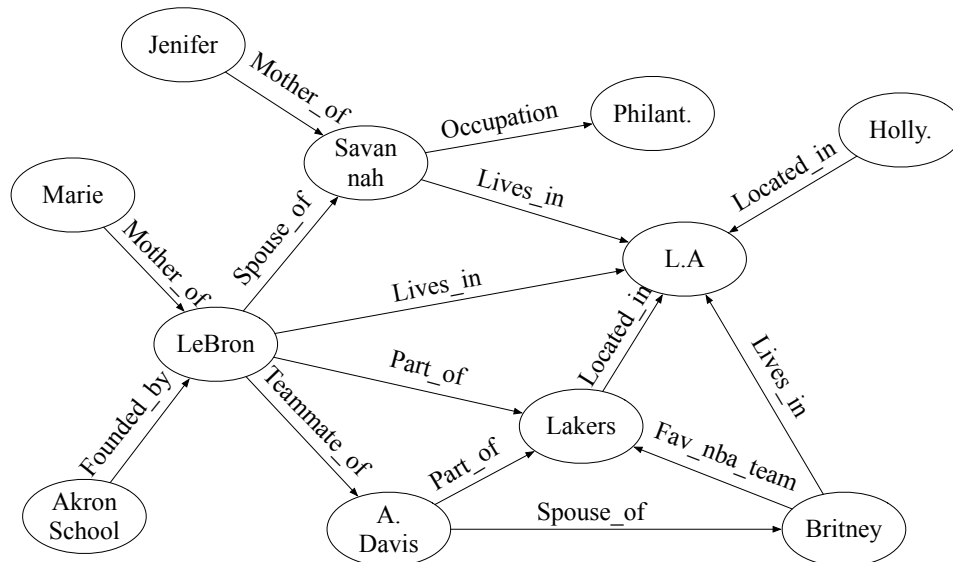 Jenifer
Mother_of
Occupation
Philant.
Holly.
Savan
nah
Located_in
Marie
Lives_in
Mother_of
Spouse_of
L.A
Lives_in
LeBron
Located_in
Lives_in
Part_of
Founded_by
Teammate_of
Lakers
Fav_nba_team
Part_of
Akron
School
A.
Davis
Spouse_of
Britney